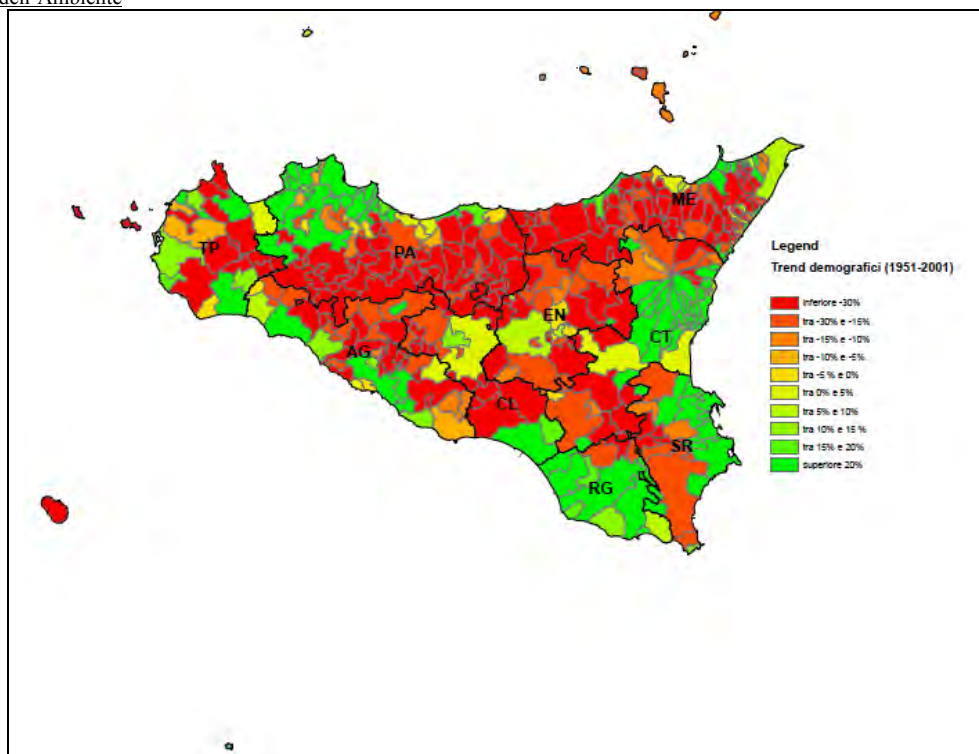 dell'Ambiente
ME
TP
PA
EN
CT
AG
CL
SR
RG
Legend
Trend demografici (1951-2001)
inferiore -30%
tra -30% e -15%
tra -15% e -10%
tra -10% e -5%
tra -5 % e 0%
tra 0% e 5%
tra 5% e 10%
tra 10% e 15 %
tra 15% e 20%
superiore 20%